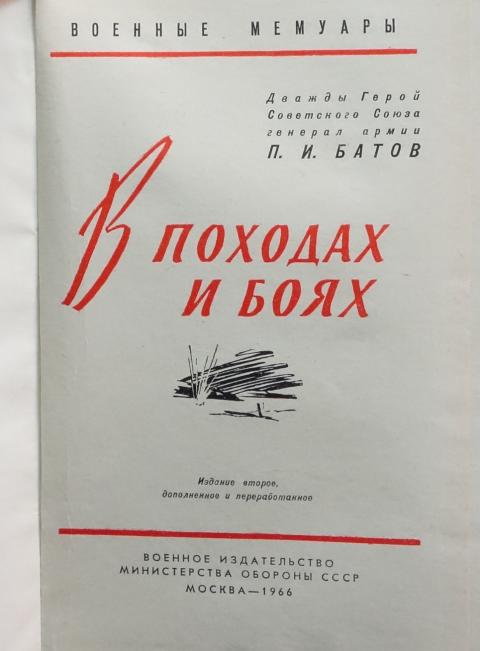 ВОЕННЫЕ МЕМУАРЫ
Дважды Герой
Советского Союза
генерал армии
П. И. БАТОВ
В ПОХОДАХ
И БОЯХ
Издание второе,
дополненное и переработанное
ВОЕННОЕ ИЗДАТЕЛЬСТВО
МИНИСТЕРСТВА ОБОРОНЫ СССР
МОСКВА—1966